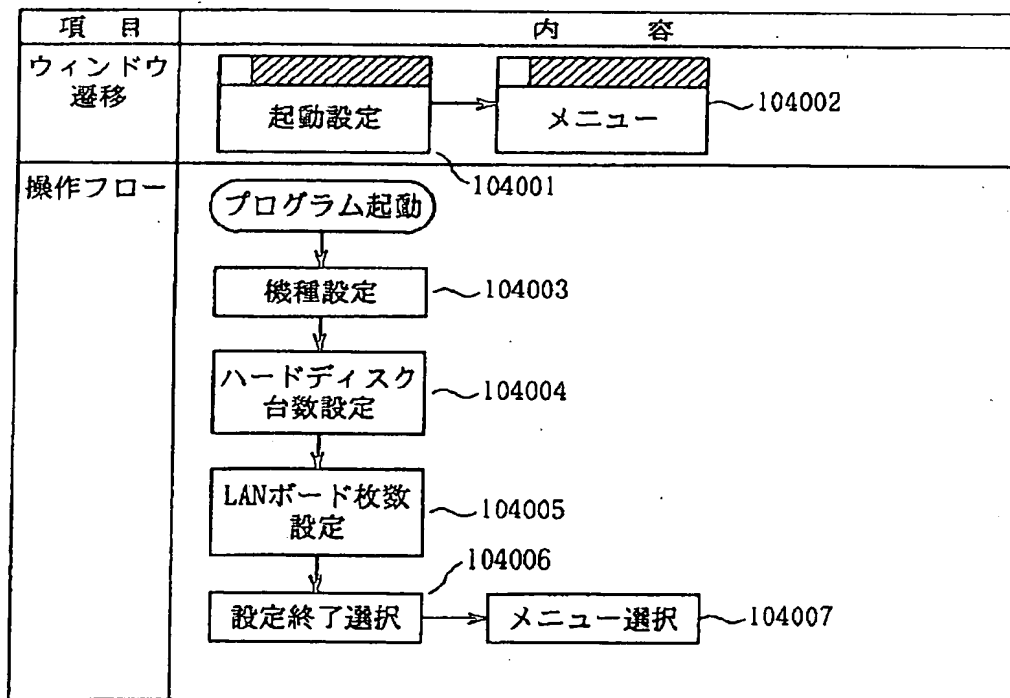 項 目
内 容
ウィンドウ
遷移
起動設定
メニュー
104002
104001
操作フロー
プログラム起動
機種設定
104003
ハードディスク
台数設定
104004
LANボード枚数
設定
104005
104006
設定終了選択
メニュー選択
104007